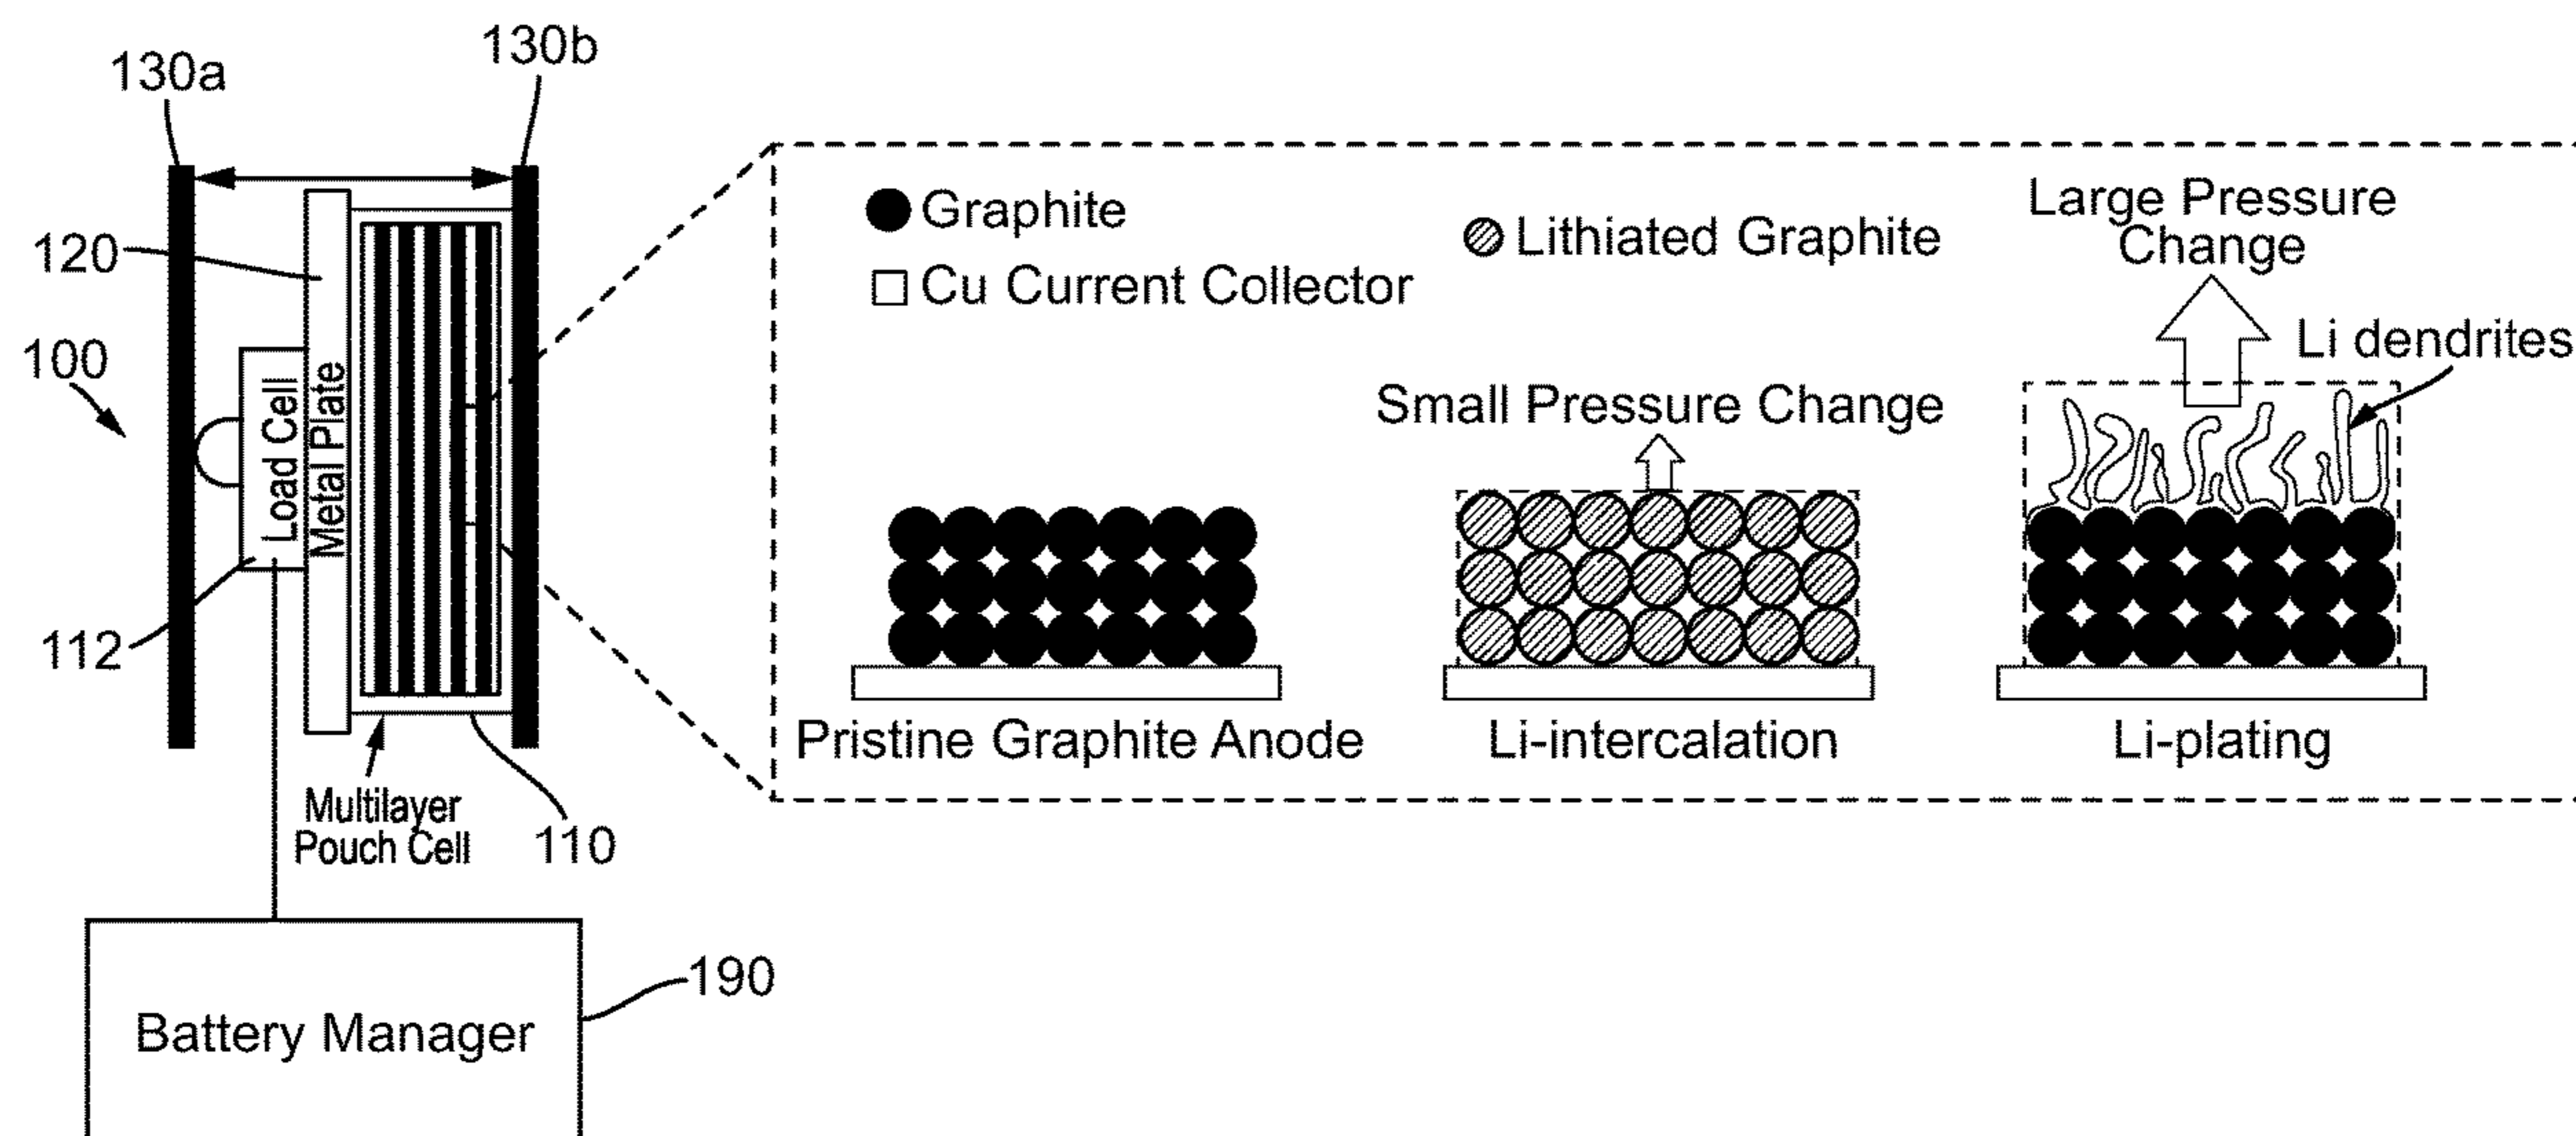 130a
130b
120
100
112
Load Cell
Metal Plate
Multilayer
Pouch Cell
110
Battery Manager
190
Graphite
Cu Current Collector
Lithiated Graphite
Large Pressure
Change
Li dendrites
Small Pressure Change
Pristine Graphite Anode
Li-intercalation
Li-plating